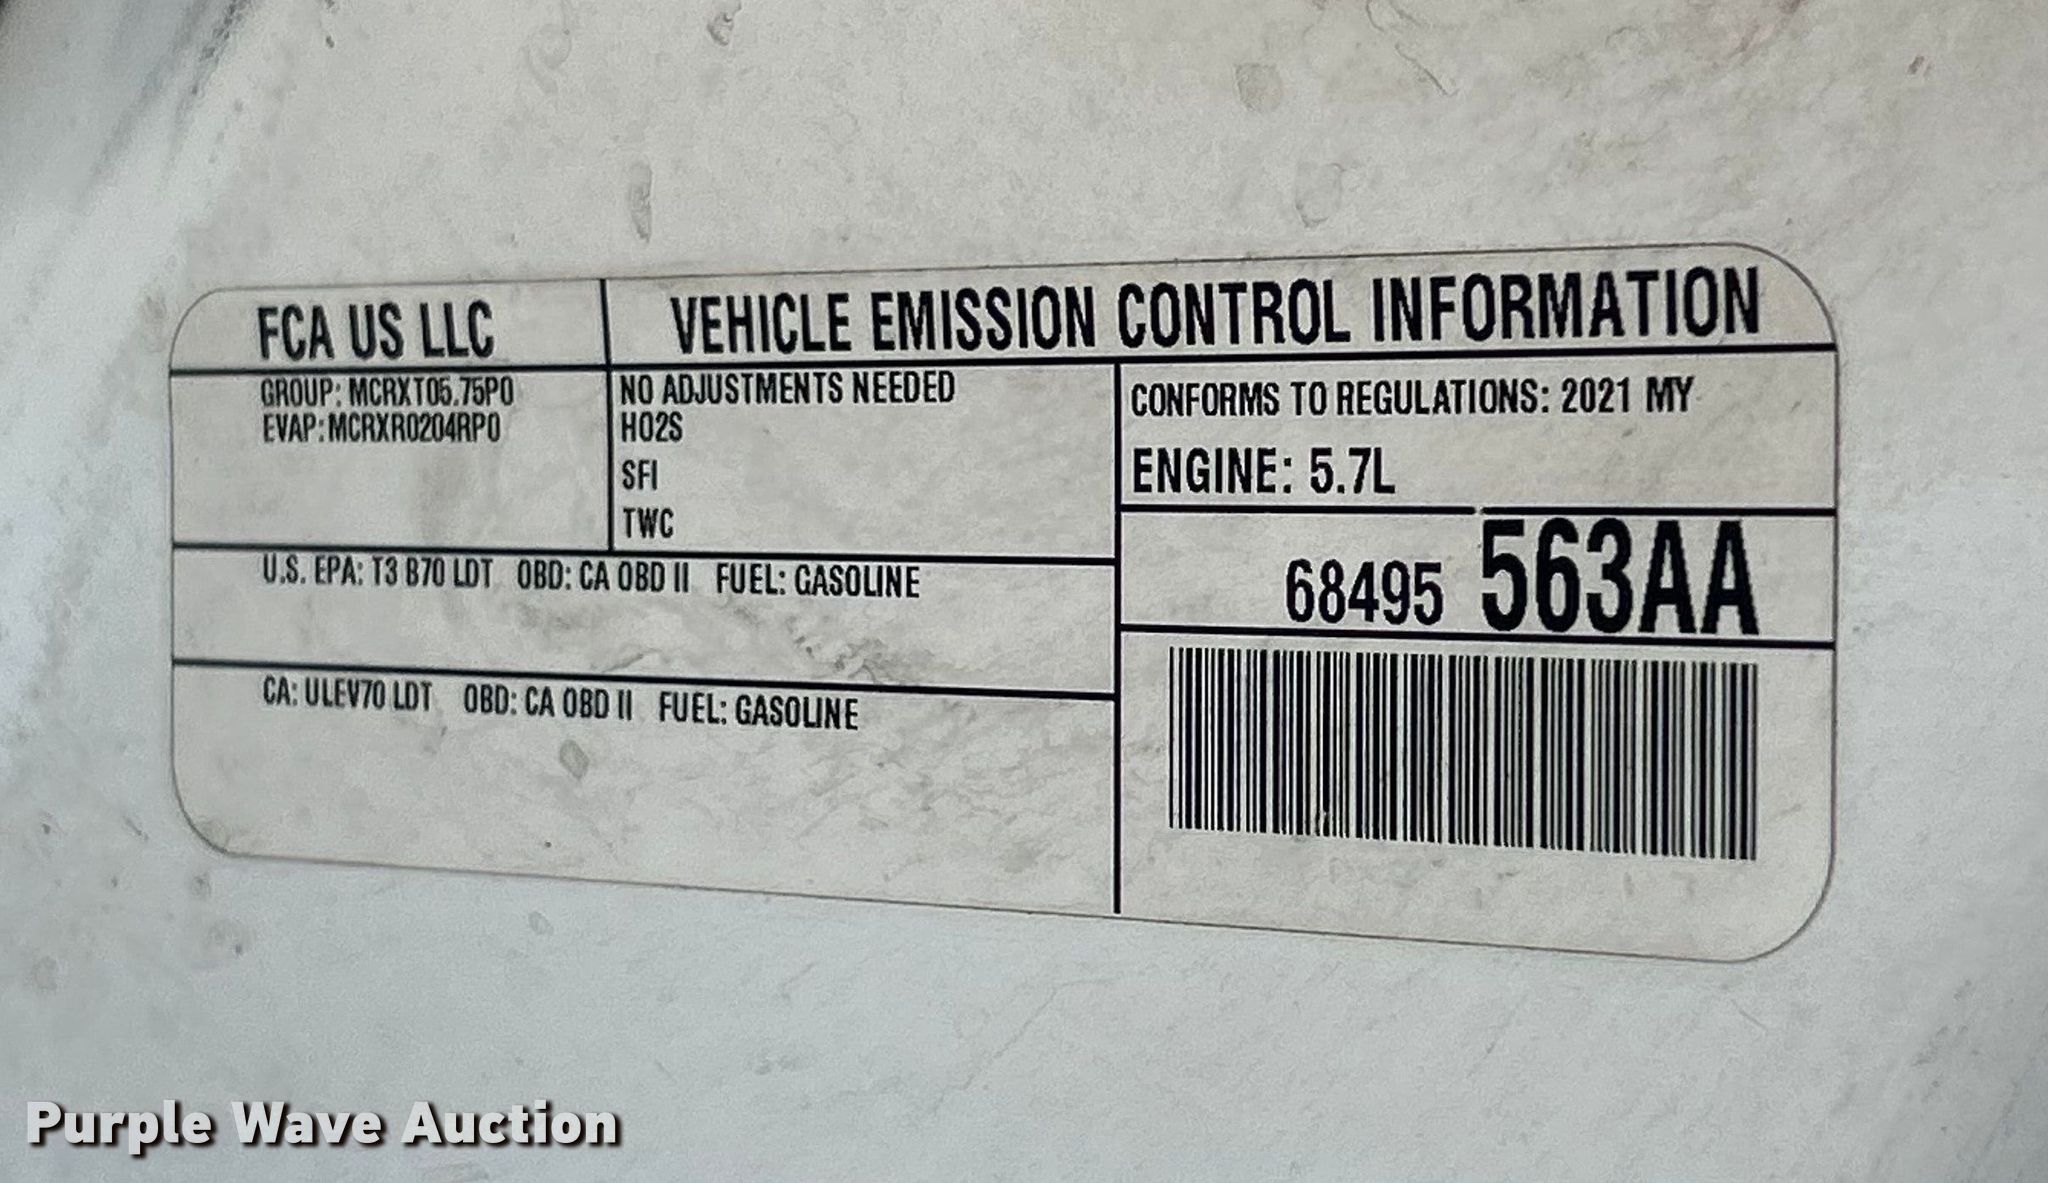 FCA US LLC
VEHICLE EMISSION CONTROL INFORMATION
GROUP: MCRXT05.75P0
EVAP: MCRXR0204RP0
NO ADJUSTMENTS NEEDED
HO2S
SFI
TWC
CONFORMS TO REGULATIONS: 2021 MY
ENGINE: 5.7L
68495 563AA
U.S. EPA: T3 B70 LDT OBD: CA OBD II FUEL: GASOLINE
CA: ULEV70 LDT OBD: CA OBD II FUEL: GASOLINE
Purple Wave Auction